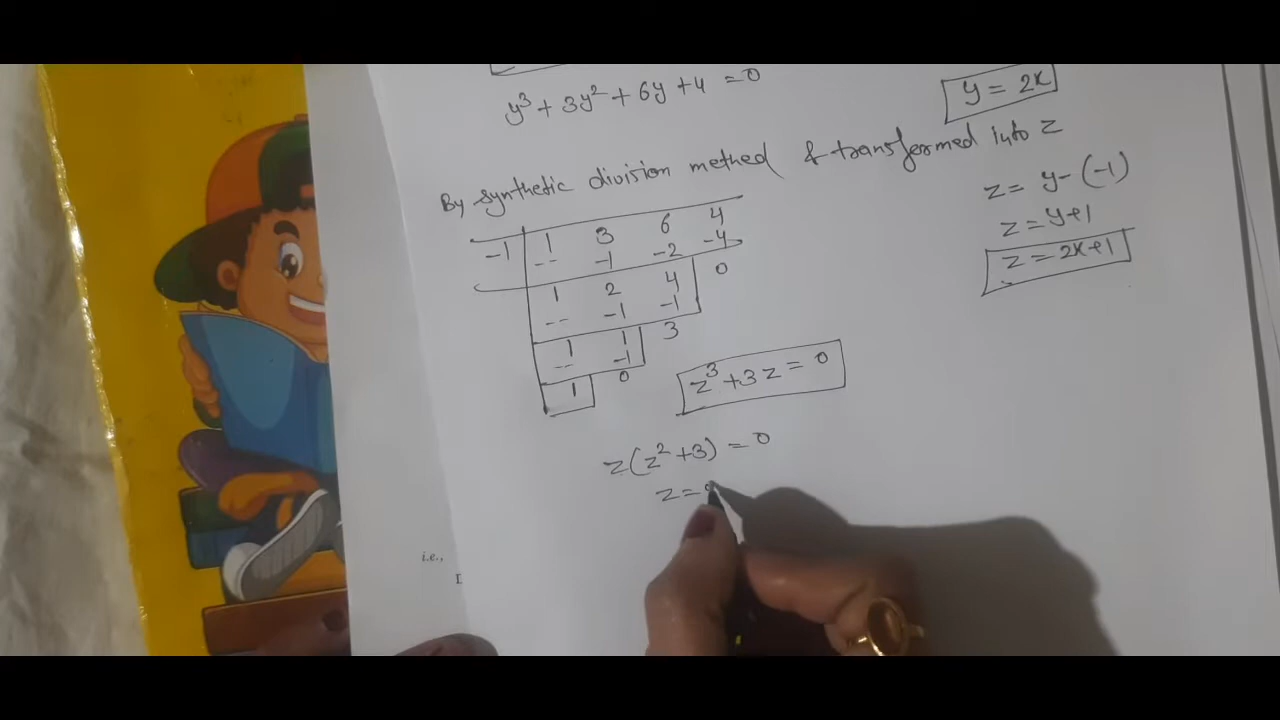 y³ + 3y² + 6y + 4 = 0
y = 2x
By synthetic division method & transformed into z
z = y - (-1)
z = y+1
z = 2x+1
-1 | 1 3 6 4
-- -1 -2 -4
1 2 4 | 0
-- -1 -1
1 1 | 3
-- -1
1 | 0
z³ + 3z = 0
z(z² + 3) = 0
z =
i.e.,